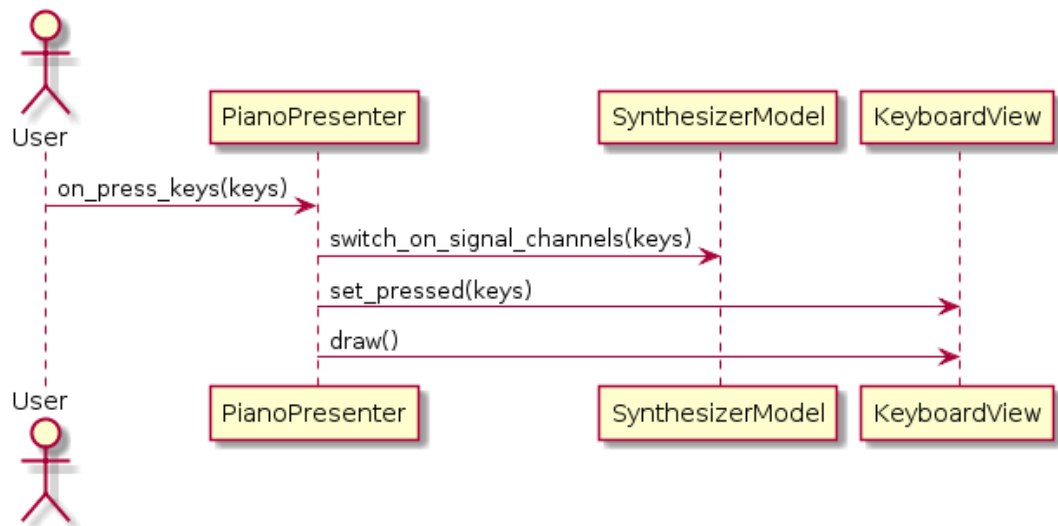 User
PianoPresenter
SynthesizerModel
KeyboardView
on_press_keys(keys)
switch_on_signal_channels(keys)
set_pressed(keys)
draw()
User
PianoPresenter
SynthesizerModel
KeyboardView